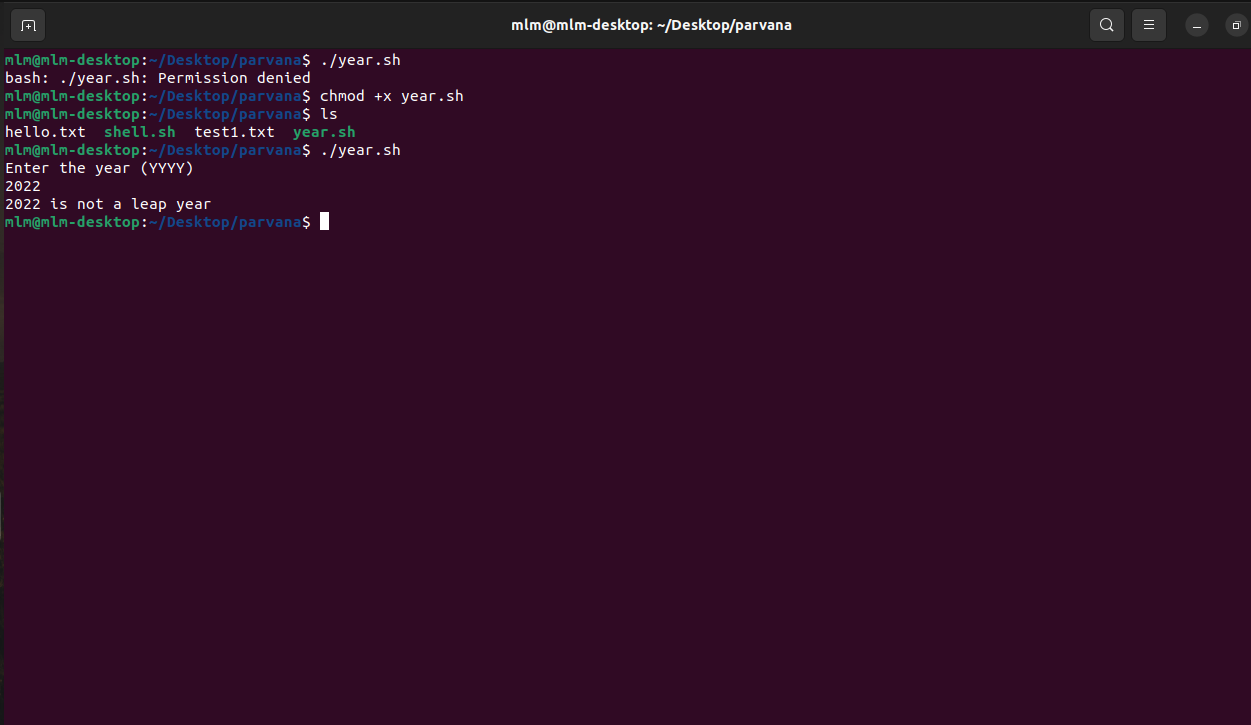 mlm@mlm-desktop: ~/Desktop/parvana
mlm@mlm-desktop:~/Desktop/parvana$ ./year.sh
bash: ./year.sh: Permission denied
mlm@mlm-desktop:~/Desktop/parvana$ chmod +x year.sh
mlm@mlm-desktop:~/Desktop/parvana$ ls
hello.txt  shell.sh  test1.txt  year.sh
mlm@mlm-desktop:~/Desktop/parvana$ ./year.sh
Enter the year (YYYY)
2022
2022 is not a leap year
mlm@mlm-desktop:~/Desktop/parvana$